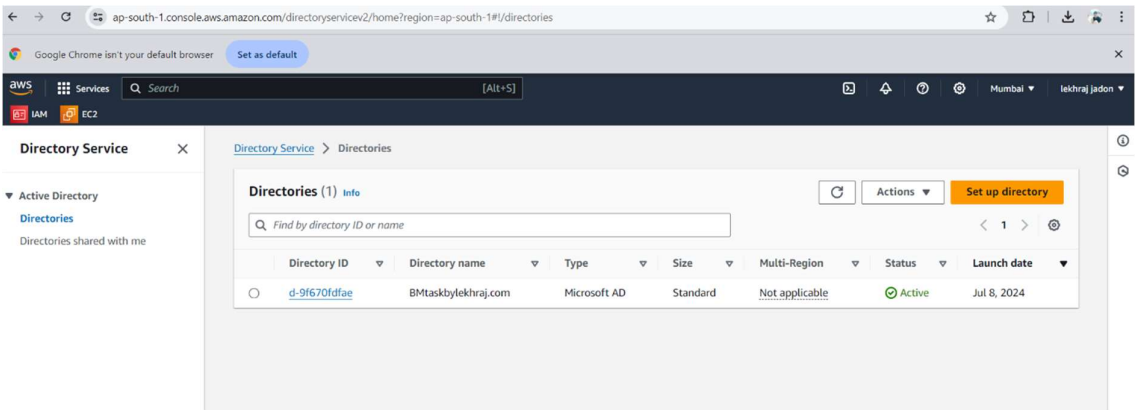 ap-south-1.console.aws.amazon.com/directoryservicev2/home?region=ap-south-1#!/directories
Google Chrome isn't your default browser Set as default
aws Services Search [Alt+S] Mumbai lekhraj jadon
IAM EC2
Directory Service
Active Directory
Directories
Directories shared with me
Directory Service > Directories
Directories (1) Info Actions Set up directory
Find by directory ID or name 1
Directory ID Directory name Type Size Multi-Region Status Launch date
d-9f670fdfae BMtaskbylekhraj.com Microsoft AD Standard Not applicable Active Jul 8, 2024